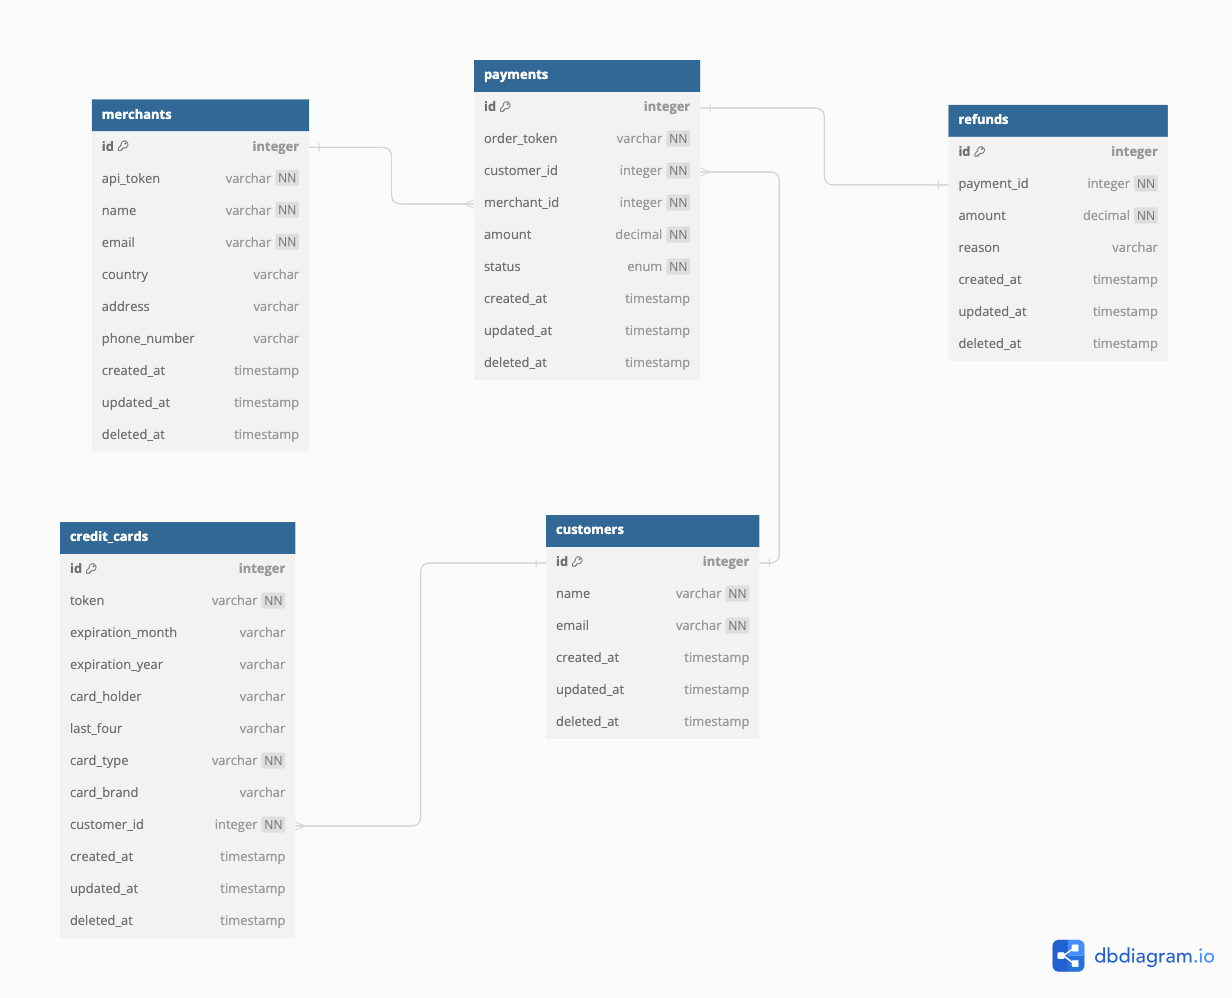 merchants
id integer
api_token varchar NN
name varchar NN
email varchar NN
country varchar
address varchar
phone_number varchar
created_at timestamp
updated_at timestamp
deleted_at timestamp
payments
id integer
order_token varchar NN
customer_id integer NN
merchant_id integer NN
amount decimal NN
status enum NN
created_at timestamp
updated_at timestamp
deleted_at timestamp
refunds
id integer
payment_id integer NN
amount decimal NN
reason varchar
created_at timestamp
updated_at timestamp
deleted_at timestamp
credit_cards
id integer
token varchar NN
expiration_month varchar
expiration_year varchar
card_holder varchar
last_four varchar
card_type varchar NN
card_brand varchar
customer_id integer NN
created_at timestamp
updated_at timestamp
deleted_at timestamp
customers
id integer
name varchar NN
email varchar NN
created_at timestamp
updated_at timestamp
deleted_at timestamp
dbdiagram.io